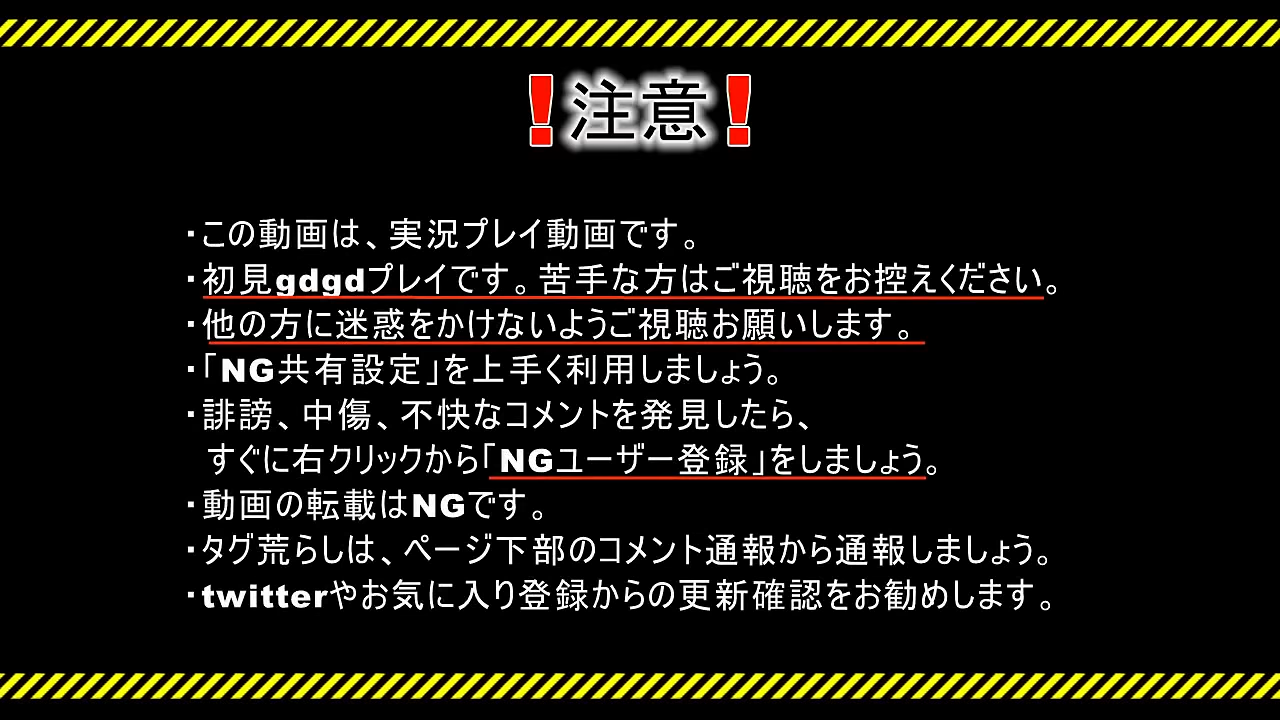 ❗注意❗
・この動画は、実況プレイ動画です。
・初見gdgdプレイです。苦手な方はご視聴をお控えください。
・他の方に迷惑をかけないようご視聴お願いします。
・「NG共有設定」を上手く利用しましょう。
・誹謗、中傷、不快なコメントを発見したら、
すぐに右クリックから「NGユーザー登録」をしましょう。
・動画の転載はNGです。
・タグ荒らしは、ページ下部のコメント通報から通報しましょう。
・twitterやお気に入り登録からの更新確認をお勧めします。